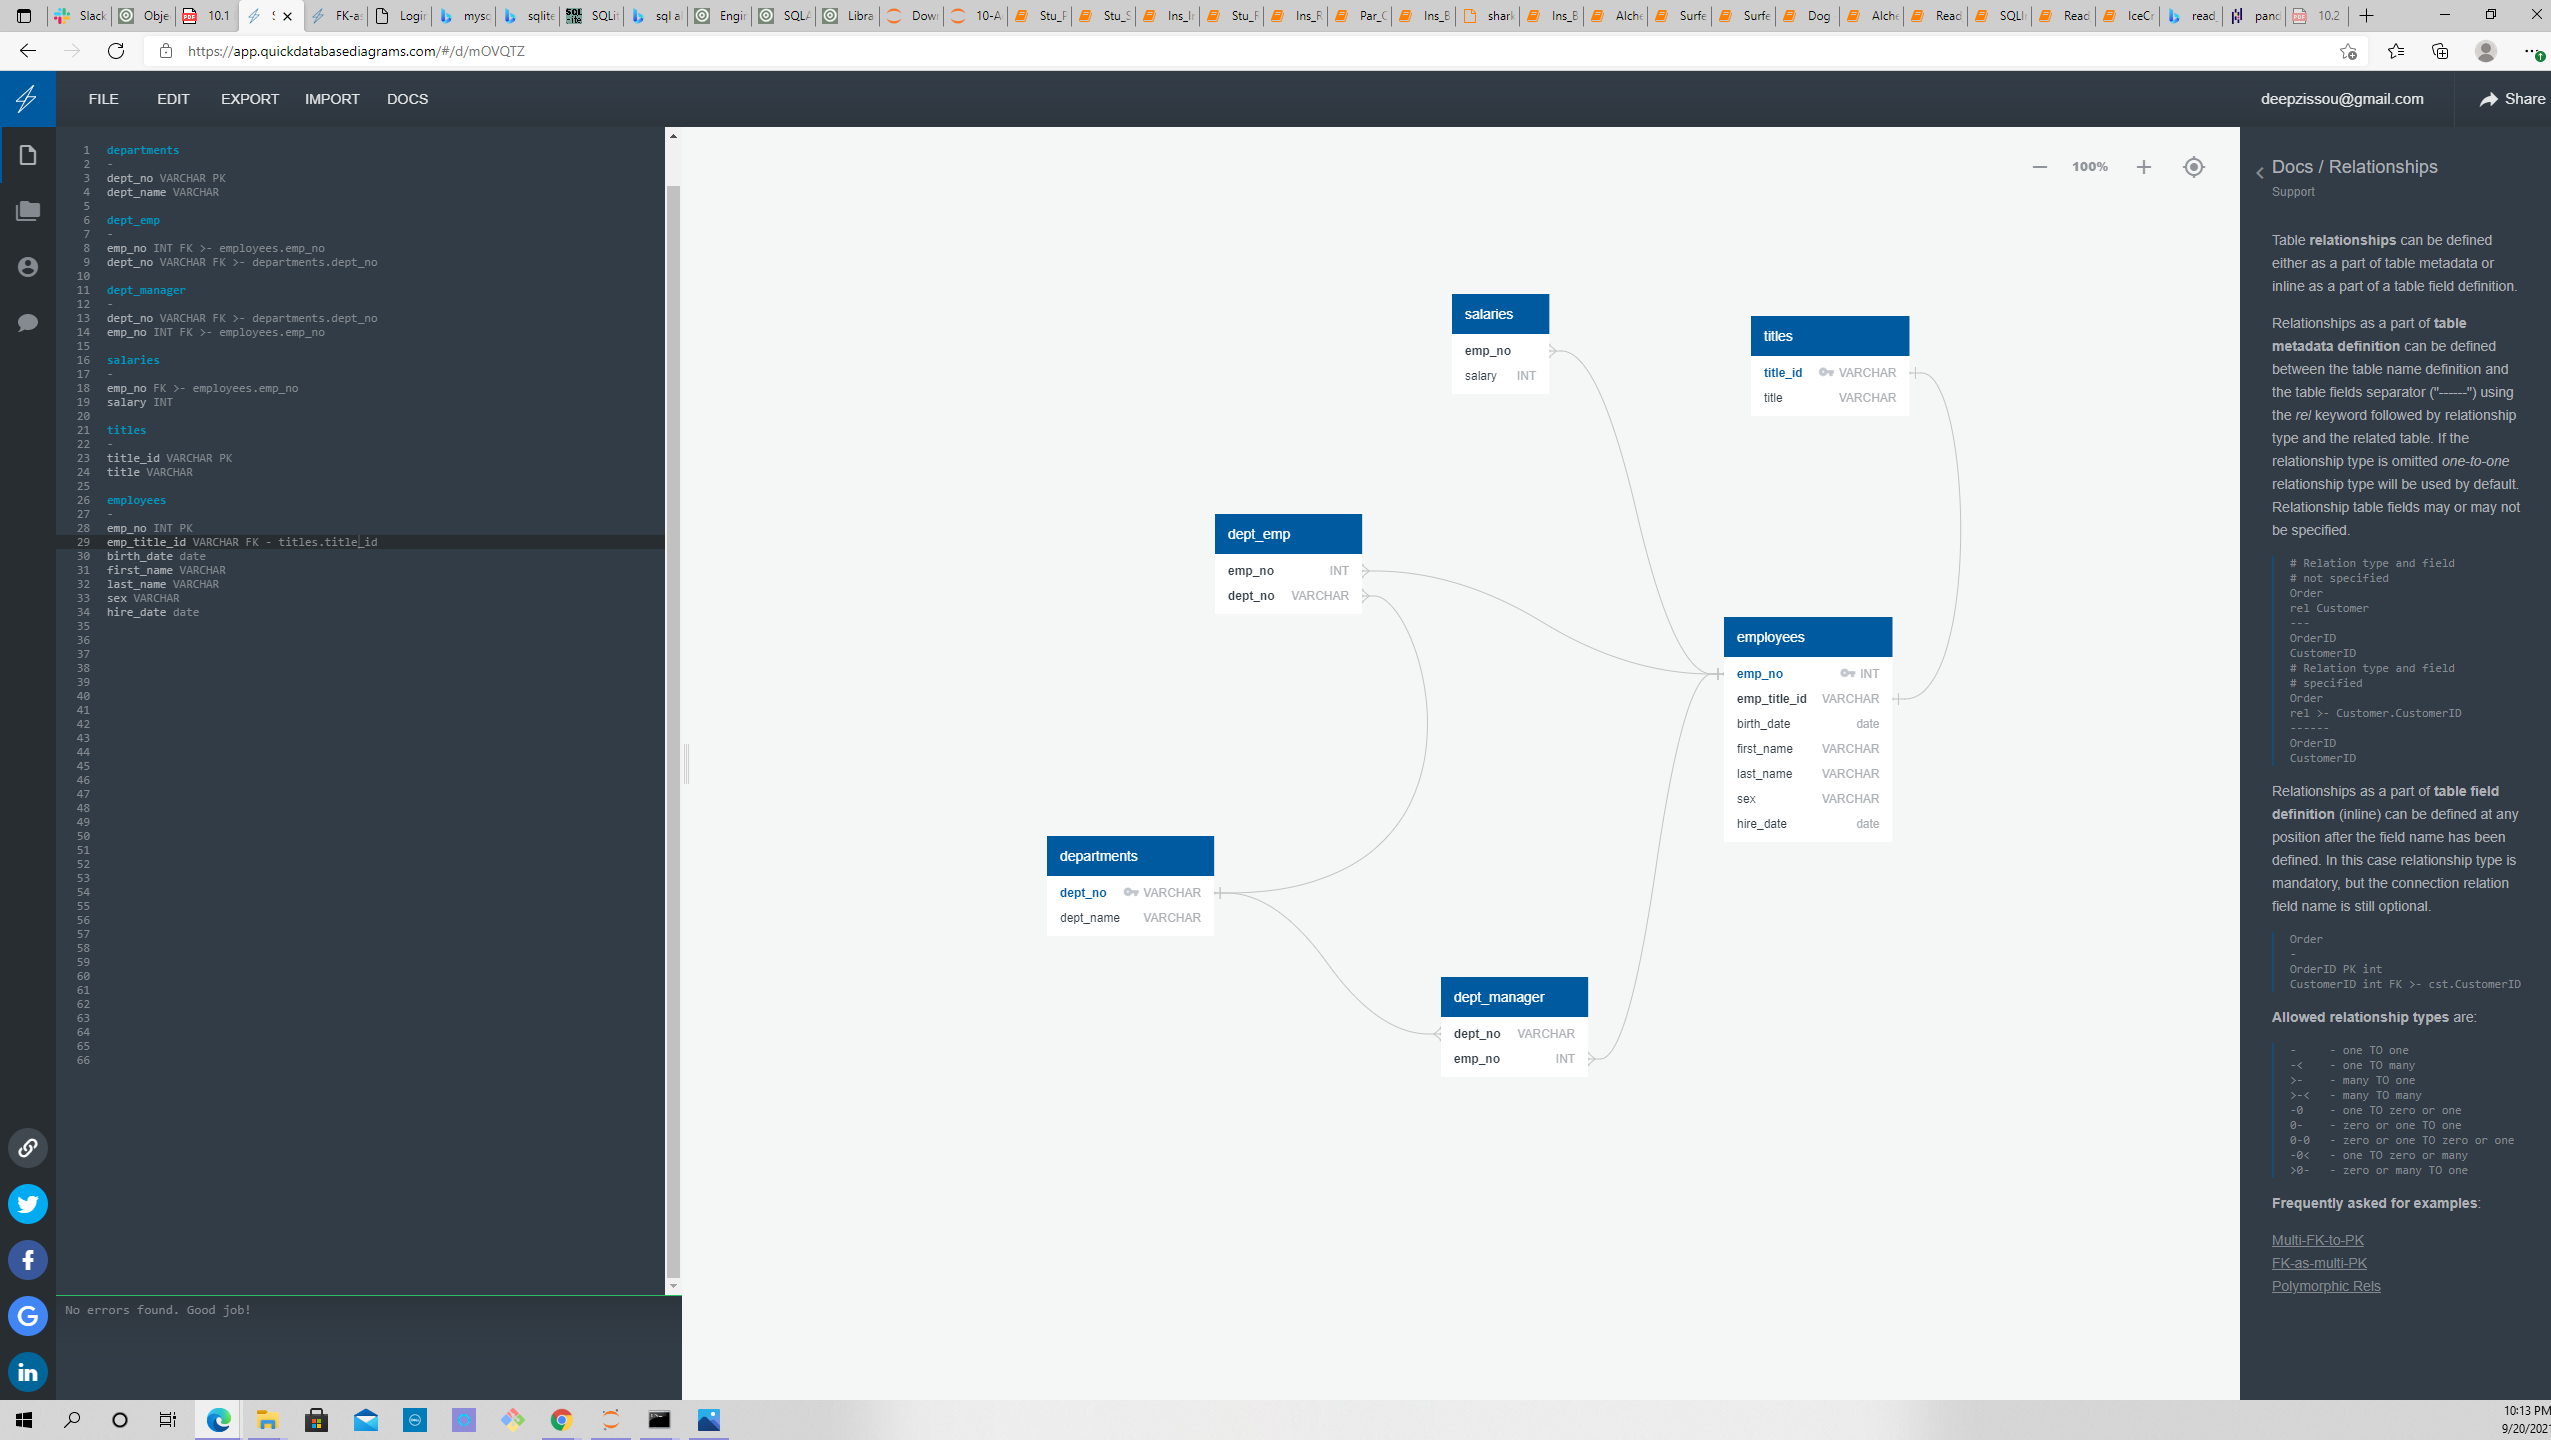 Slack
Obje
10.1
S
FK-a
Login
mysc
sqlite
SQLit
sql al
Engin
SQLA
Libra
Down
10-A
Stu_F
Stu_S
Ins_In
Stu_F
Ins_R
Par_C
Ins_B
shark
Ins_B
Alche
Surfe
Surfe
Dog
Alche
Read
SQLIn
Read
IceCr
read_
pand
10.2
https://app.quickdatabasediagrams.com/#/d/mOVQTZ
FILE EDIT EXPORT IMPORT DOCS
deepzissou@gmail.com
Share
1 departments
2 -
3 dept_no VARCHAR PK
4 dept_name VARCHAR
5
6 dept_emp
7 -
8 emp_no INT FK >- employees.emp_no
9 dept_no VARCHAR FK >- departments.dept_no
10
11 dept_manager
12 -
13 dept_no VARCHAR FK >- departments.dept_no
14 emp_no INT FK >- employees.emp_no
15
16 salaries
17 -
18 emp_no FK >- employees.emp_no
19 salary INT
20
21 titles
22 -
23 title_id VARCHAR PK
24 title VARCHAR
25
26 employees
27 -
28 emp_no INT PK
29 emp_title_id VARCHAR FK - titles.title_id
30 birth_date date
31 first_name VARCHAR
32 last_name VARCHAR
33 sex VARCHAR
34 hire_date date
35
36
37
38
39
40
41
42
43
44
45
46
47
48
49
50
51
52
53
54
55
56
57
58
59
60
61
62
63
64
65
66
No errors found. Good job!
100%
salaries
emp_no
salary INT
titles
title_id VARCHAR
title VARCHAR
dept_emp
emp_no INT
dept_no VARCHAR
employees
emp_no INT
emp_title_id VARCHAR
birth_date date
first_name VARCHAR
last_name VARCHAR
sex VARCHAR
hire_date date
departments
dept_no VARCHAR
dept_name VARCHAR
dept_manager
dept_no VARCHAR
emp_no INT
Docs / Relationships
Support
Table relationships can be defined
either as a part of table metadata or
inline as a part of a table field definition.
Relationships as a part of table
metadata definition can be defined
between the table name definition and
the table fields separator ("------") using
the rel keyword followed by relationship
type and the related table. If the
relationship type is omitted one-to-one
relationship type will be used by default.
Relationship table fields may or may not
be specified.
# Relation type and field
# not specified
Order
rel Customer
---
OrderID
CustomerID
# Relation type and field
# specified
Order
rel >- Customer.CustomerID
------
OrderID
CustomerID
Relationships as a part of table field
definition (inline) can be defined at any
position after the field name has been
defined. In this case relationship type is
mandatory, but the connection relation
field name is still optional.
Order
-
OrderID PK int
CustomerID int FK >- cst.CustomerID
Allowed relationship types are:
- - one TO one
-< - one TO many
>- - many TO one
>-< - many TO many
-0 - one TO zero or one
0- - zero or one TO one
0-0 - zero or one TO zero or one
-0< - one TO zero or many
>0- - zero or many TO one
Frequently asked for examples:
Multi-FK-to-PK
FK-as-multi-PK
Polymorphic Rels
10:13 PM
9/20/202